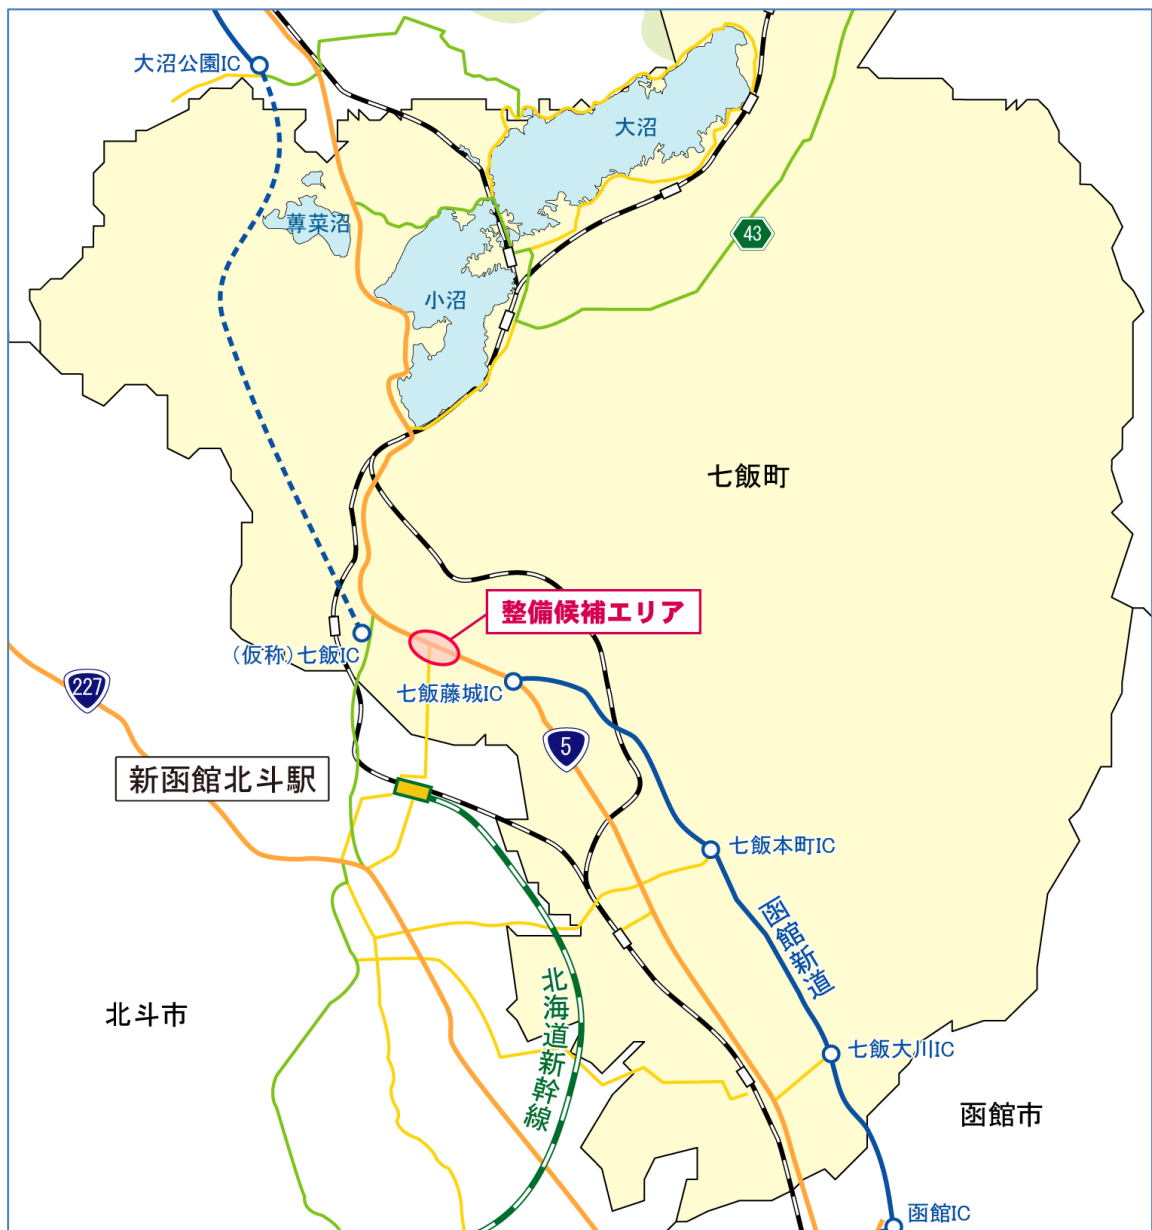 大沼公園IC
大沼
蓴菜沼
43
小沼
七飯町
整備候補エリア
(仮称)七飯IC
七飯藤城IC
227
5
新函館北斗駅
七飯本町IC
函館新道
北海道新幹線
北斗市
七飯大川IC
函館市
函館IC